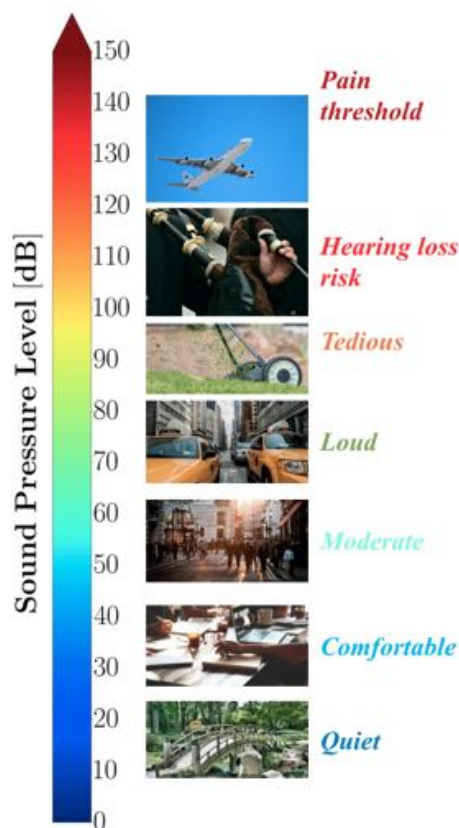 150
Pain
threshold
140
130
120
110
Hearing loss
risk
100
90
Tedious
80
70
Loud
60
50
Moderate
40
30
Comfortable
20
10
Quiet
0
Sound Pressure Level [dB]